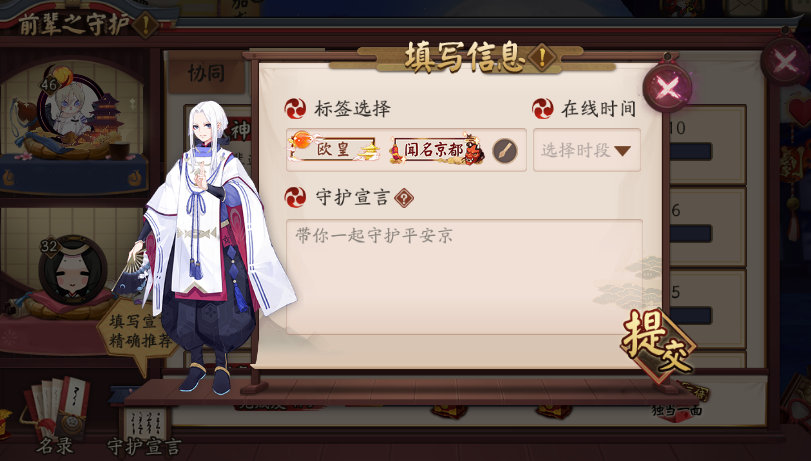 前辈之守护
填写信息
协同
标签选择
在线时间
46
神
欧皇
闻名京都
选择时段
10
守护宣言
带你一起守护平安京
6
32
填写宣
精确推荐
5
提交
独当一面
名录
守护宣言